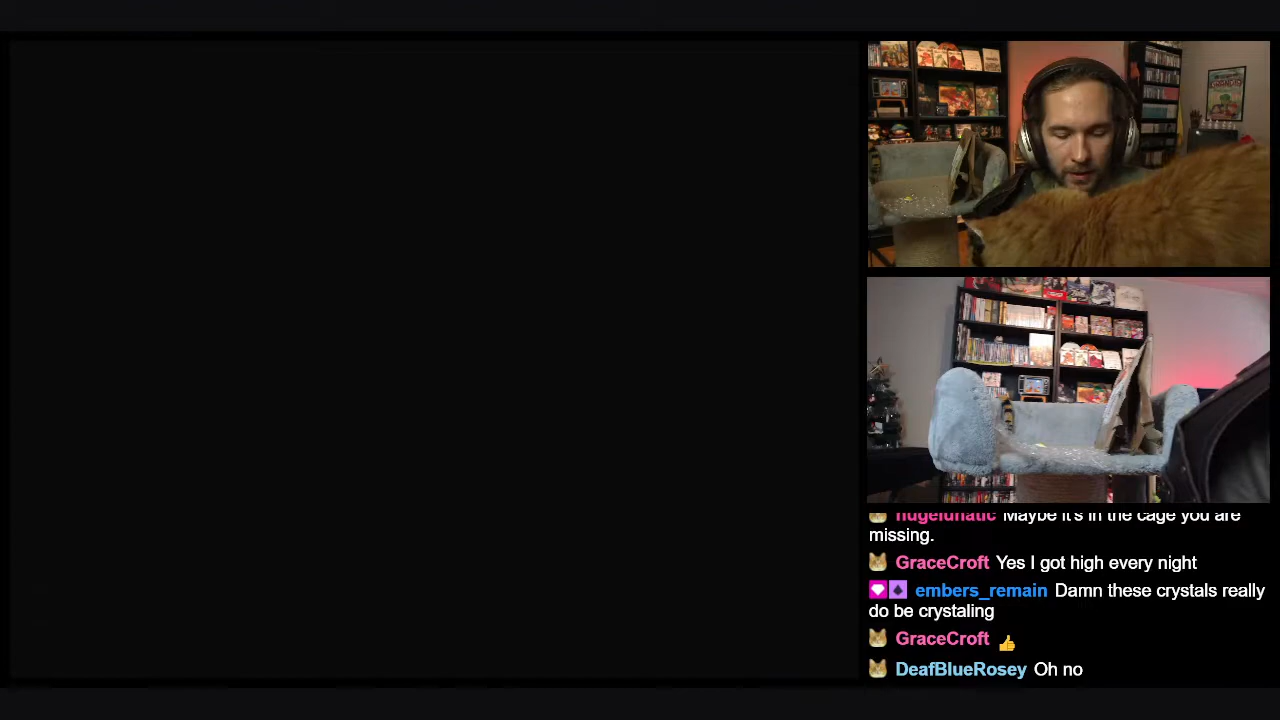 hugelunatic Maybe it's in the cage you are
missing.
GraceCroft Yes I got high every night
embers_remain Damn these crystals really
do be crystaling
GraceCroft 👍
DeafBlueRosey Oh no